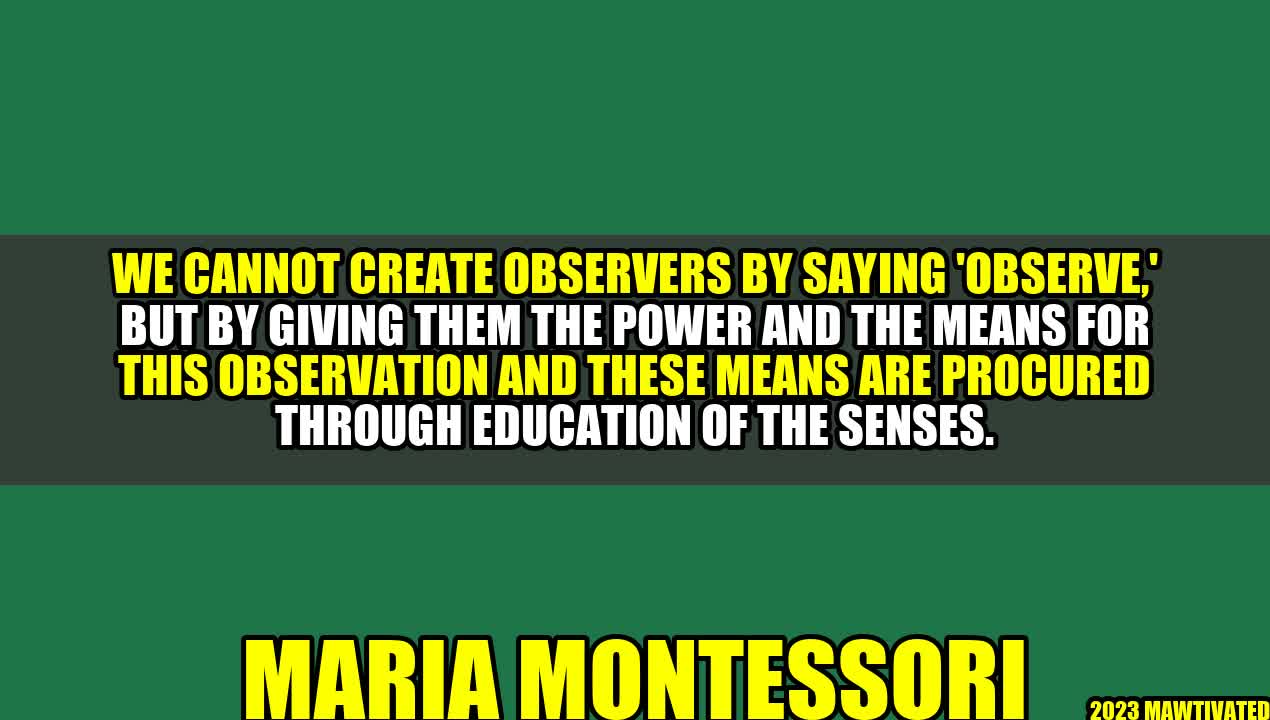 WE CANNOT CREATE OBSERVERS BY SAYING 'OBSERVE,'
BUT BY GIVING THEM THE POWER AND THE MEANS FOR
THIS OBSERVATION AND THESE MEANS ARE PROCURED
THROUGH EDUCATION OF THE SENSES.
MARIA MONTESSORI
2023 MAWTIVATED